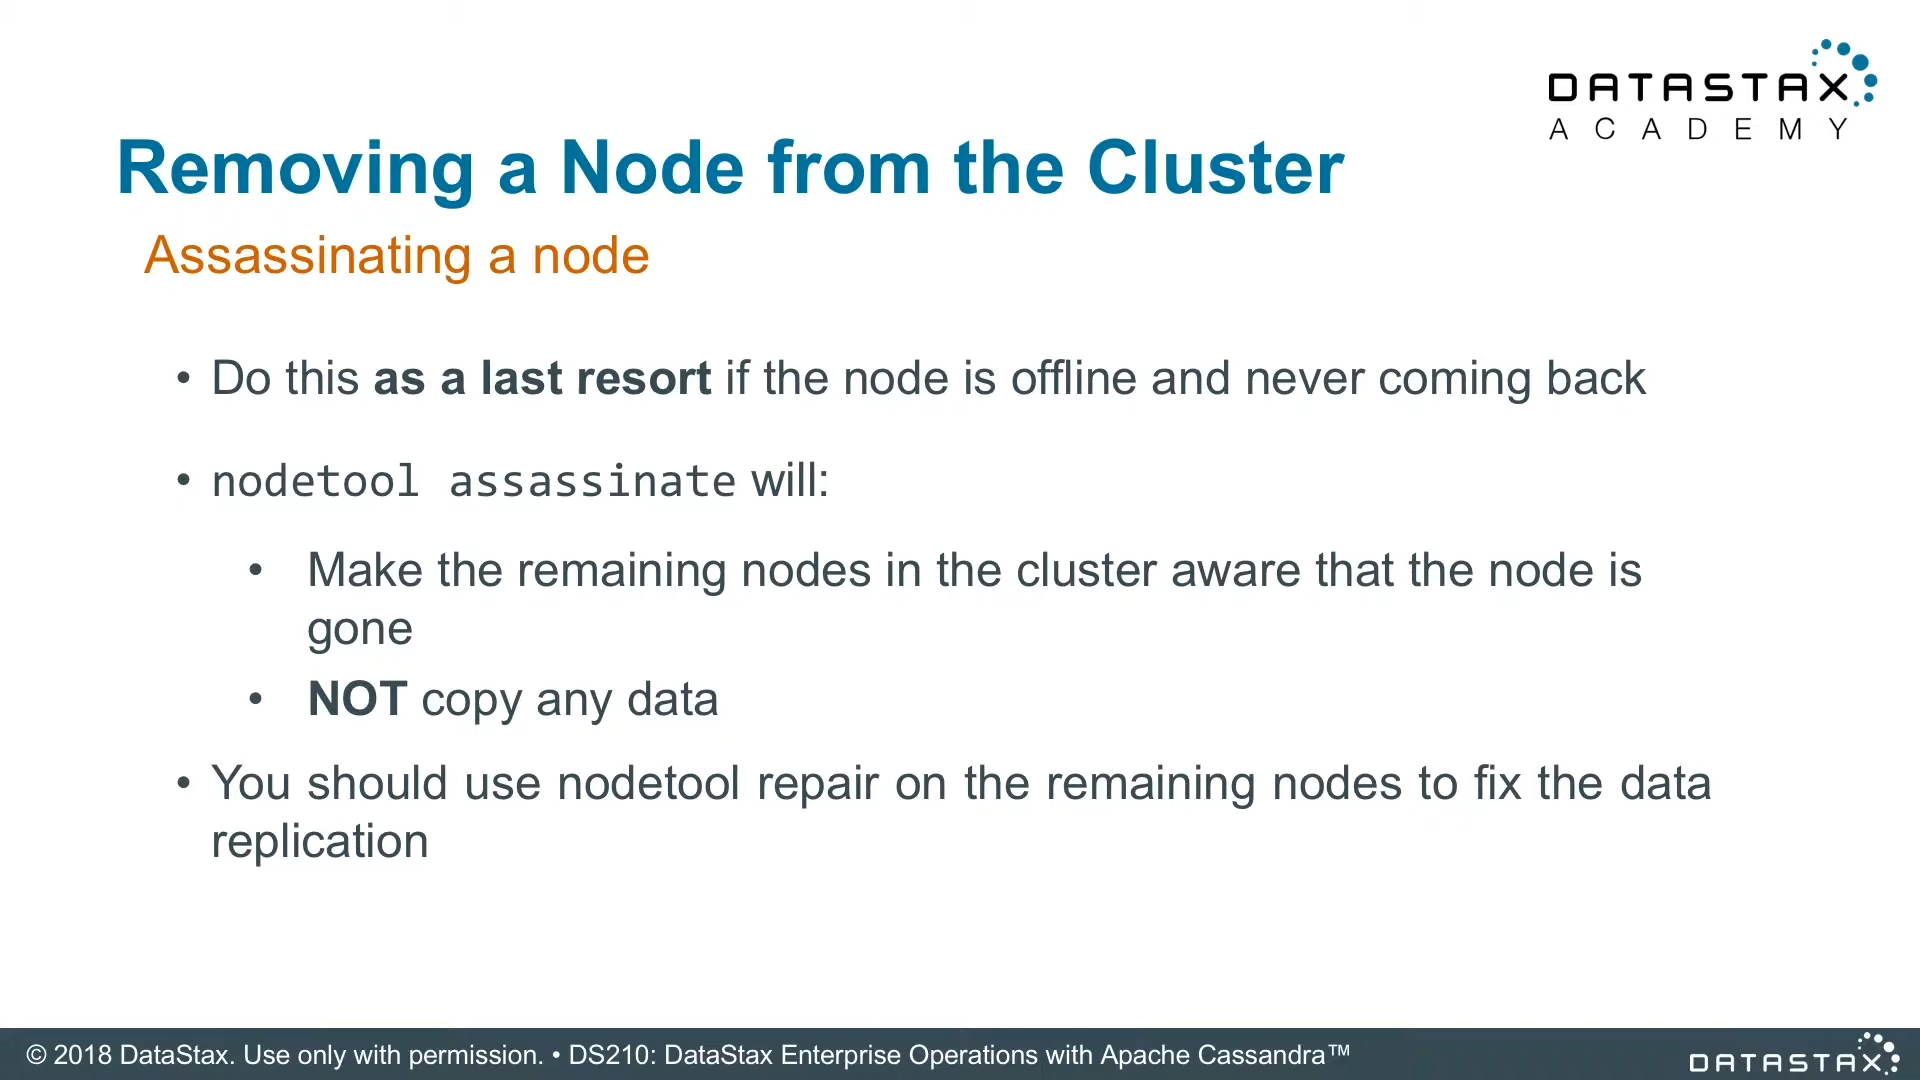 DATASTAX
ACADEMY
Removing a Node from the Cluster
Assassinating a node
• Do this as a last resort if the node is offline and never coming back
• nodetool assassinate will:
• Make the remaining nodes in the cluster aware that the node is
gone
• NOT copy any data
• You should use nodetool repair on the remaining nodes to fix the data
replication
© 2018 DataStax. Use only with permission. • DS210: DataStax Enterprise Operations with Apache Cassandra™
DATASTAX